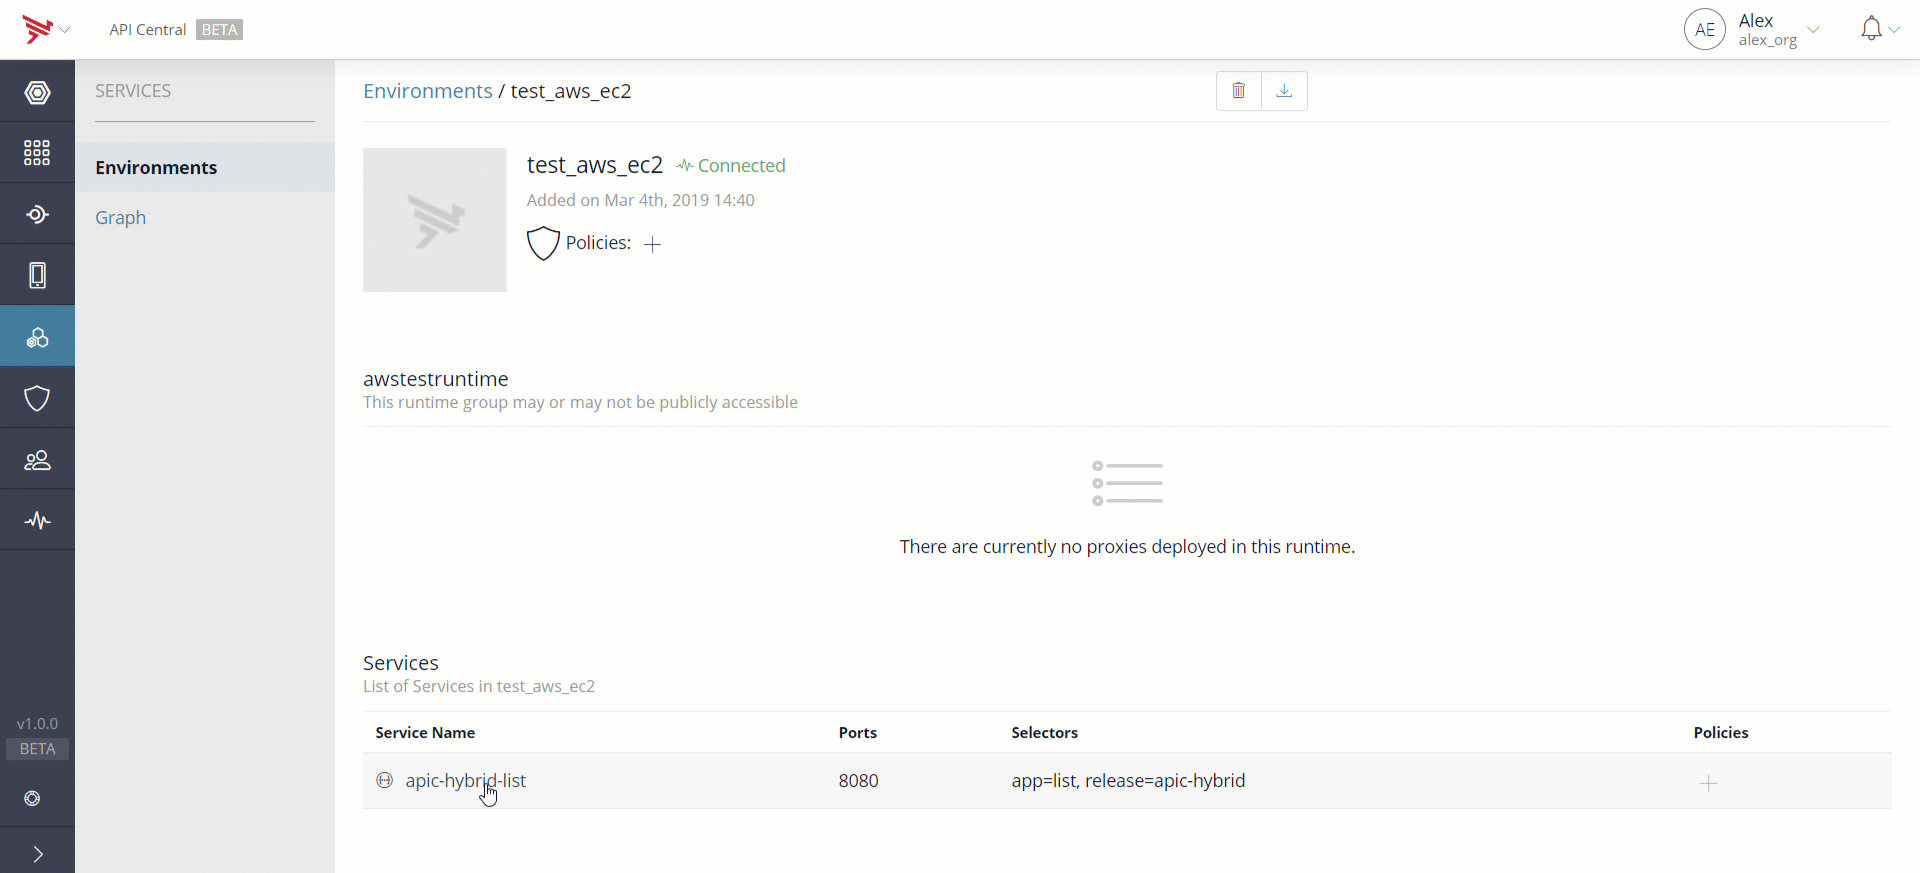 API Central BETA
AE
Alex
alex_org
SERVICES
Environments
Graph
v1.0.0
BETA
Environments / test_aws_ec2
test_aws_ec2 Connected
Added on Mar 4th, 2019 14:40
Policies:
awstestruntime
This runtime group may or may not be publicly accessible
There are currently no proxies deployed in this runtime.
Services
List of Services in test_aws_ec2
Service Name Ports Selectors Policies
apic-hybrid-list 8080 app=list, release=apic-hybrid